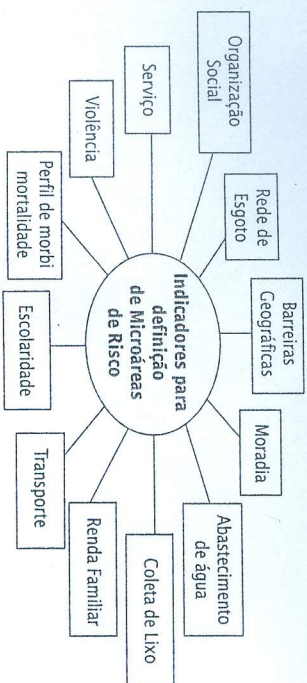 Organização
Social
Rede de
Esgoto
Barreiras
Geográficas
Moradia
Abastecimento
de água
Serviço
Violência
Perfil de morbi
mortalidade
Indicadores para
definição
de Microáreas
de Risco
Coleta de Lixo
Renda Familiar
Escolaridade
Transporte